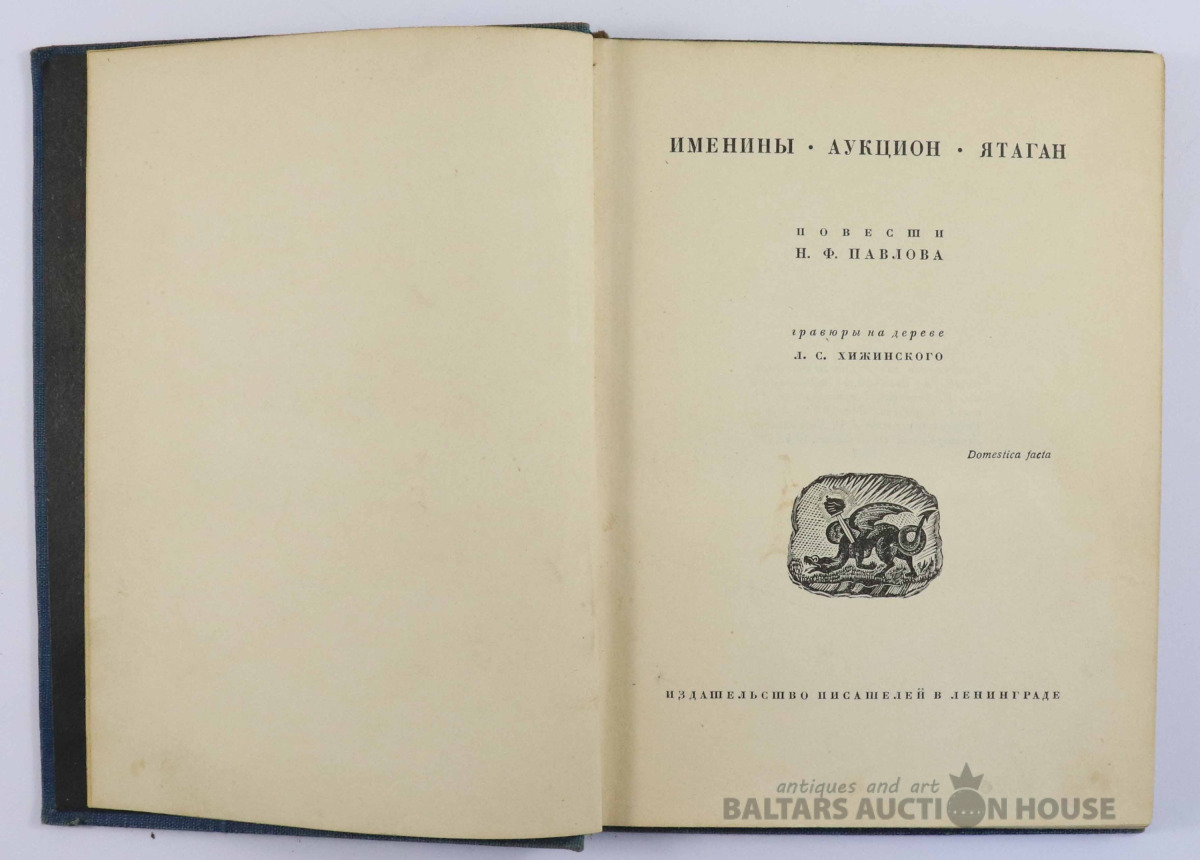 ИМЕНИНЫ · АУКЦИОН · ЯТАГАН
ПОВЕСТИ
Н. Ф. ПАВЛОВА
гравюры на дереве
Л. С. ХИЖИНСКОГО
Domestica facta
ИЗДАТЕЛЬСТВО ПИСАТЕЛЕЙ В ЛЕНИНГРАДЕ
antiques and art
BALTARS AUCTION HOUSE